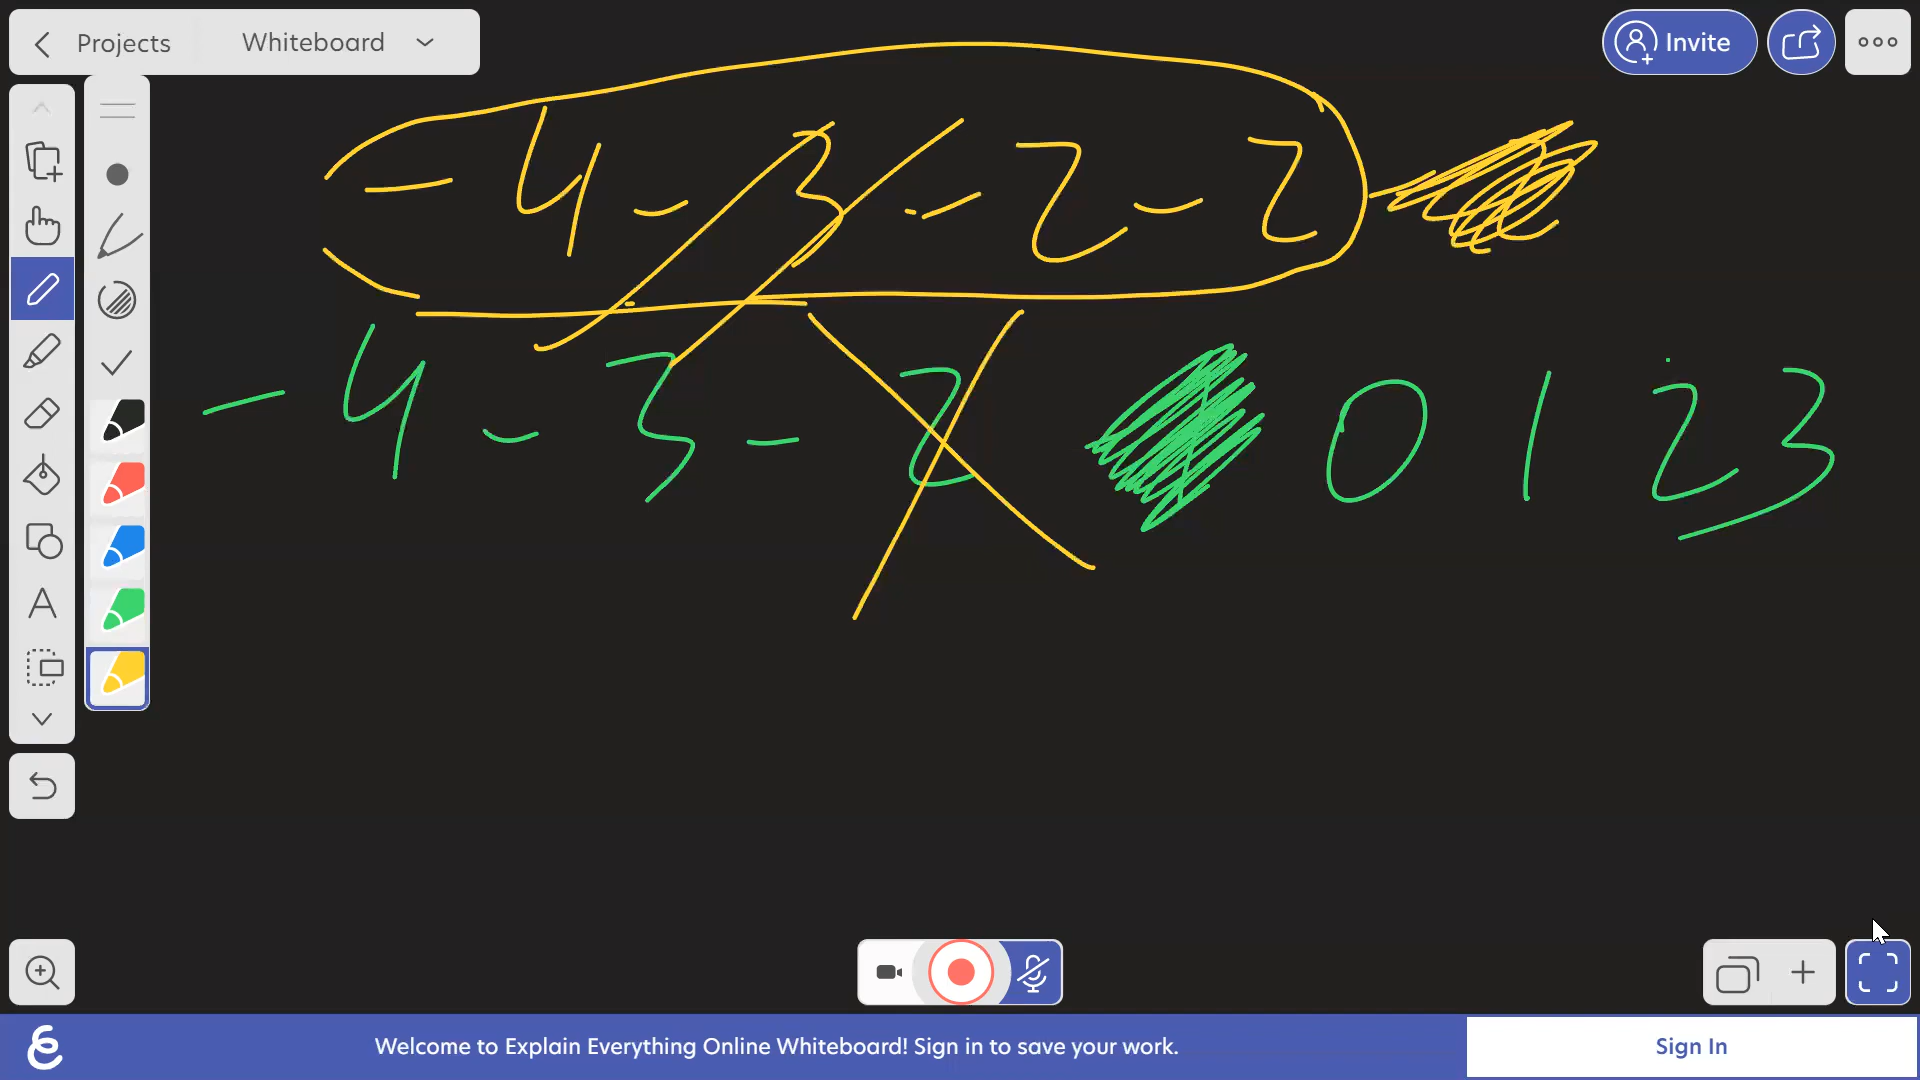 Projects Whiteboard
Invite
- 4 - 3 - 2 - 2
- 4 - 3 - 2 0 1 2 3
A
Welcome to Explain Everything Online Whiteboard! Sign in to save your work.
Sign In